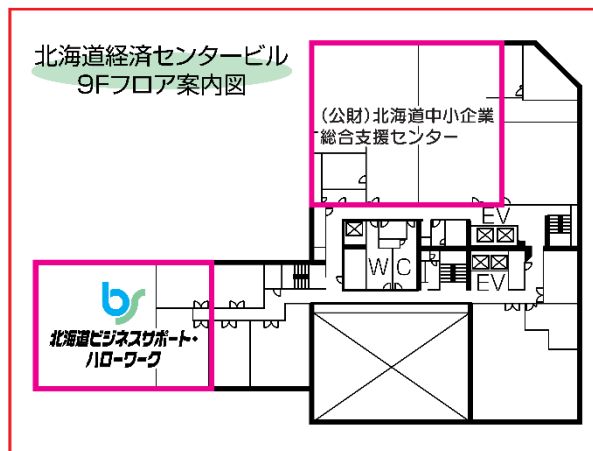 北海道経済センタービル
9Fフロア案内図
(公財)北海道中小企業
総合支援センター
EV
WC
EV
bs
北海道ビジネスサポート・
ハローワーク